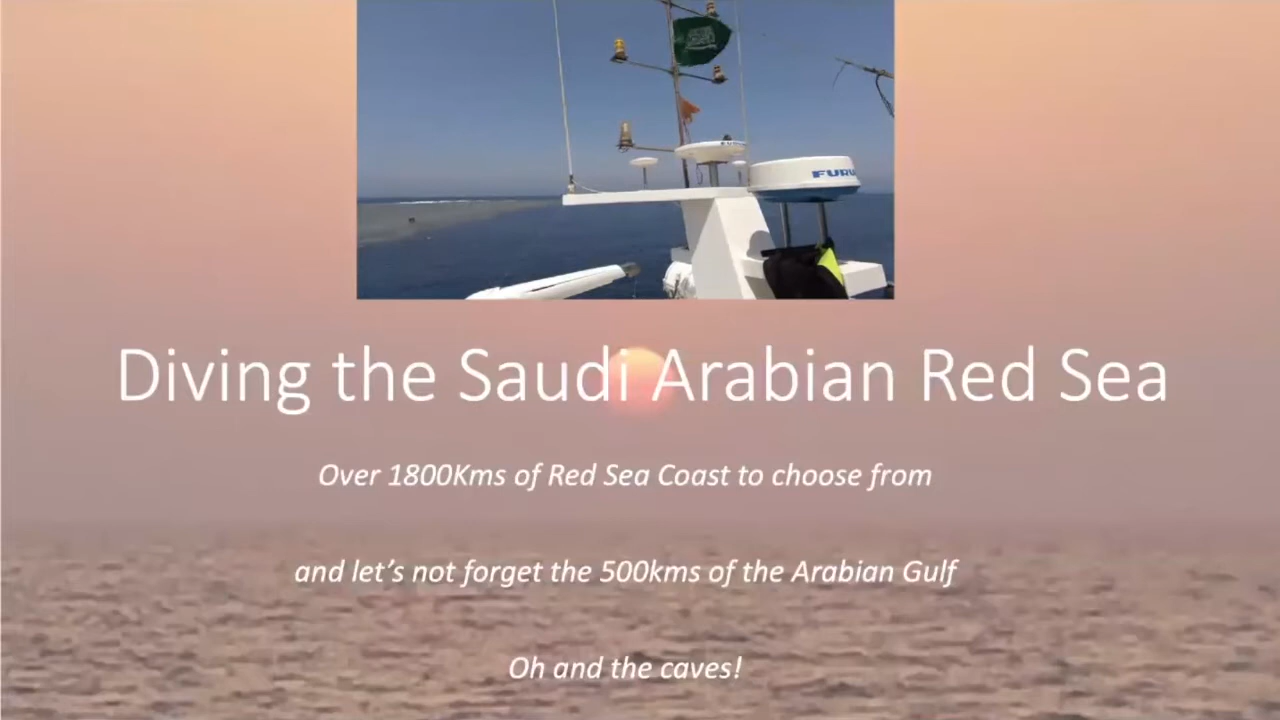 Diving the Saudi Arabian Red Sea
Over 1800Kms of Red Sea Coast to choose from
and let's not forget the 500kms of the Arabian Gulf
Oh and the caves!